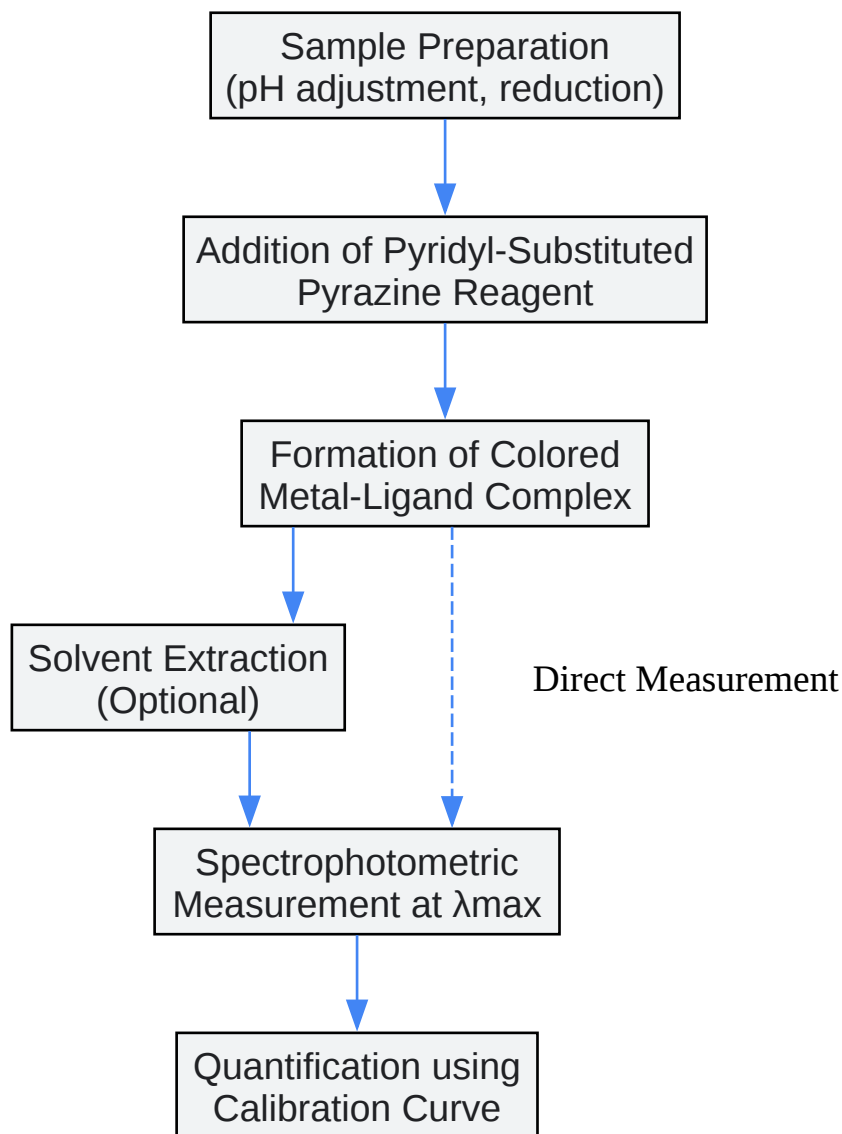 Sample Preparation
(pH adjustment, reduction)
Addition of Pyridyl-Substituted
Pyrazine Reagent
Formation of Colored
Metal-Ligand Complex
Solvent Extraction
(Optional)
Direct Measurement
Spectrophotometric
Measurement at λmax
Quantification using
Calibration Curve